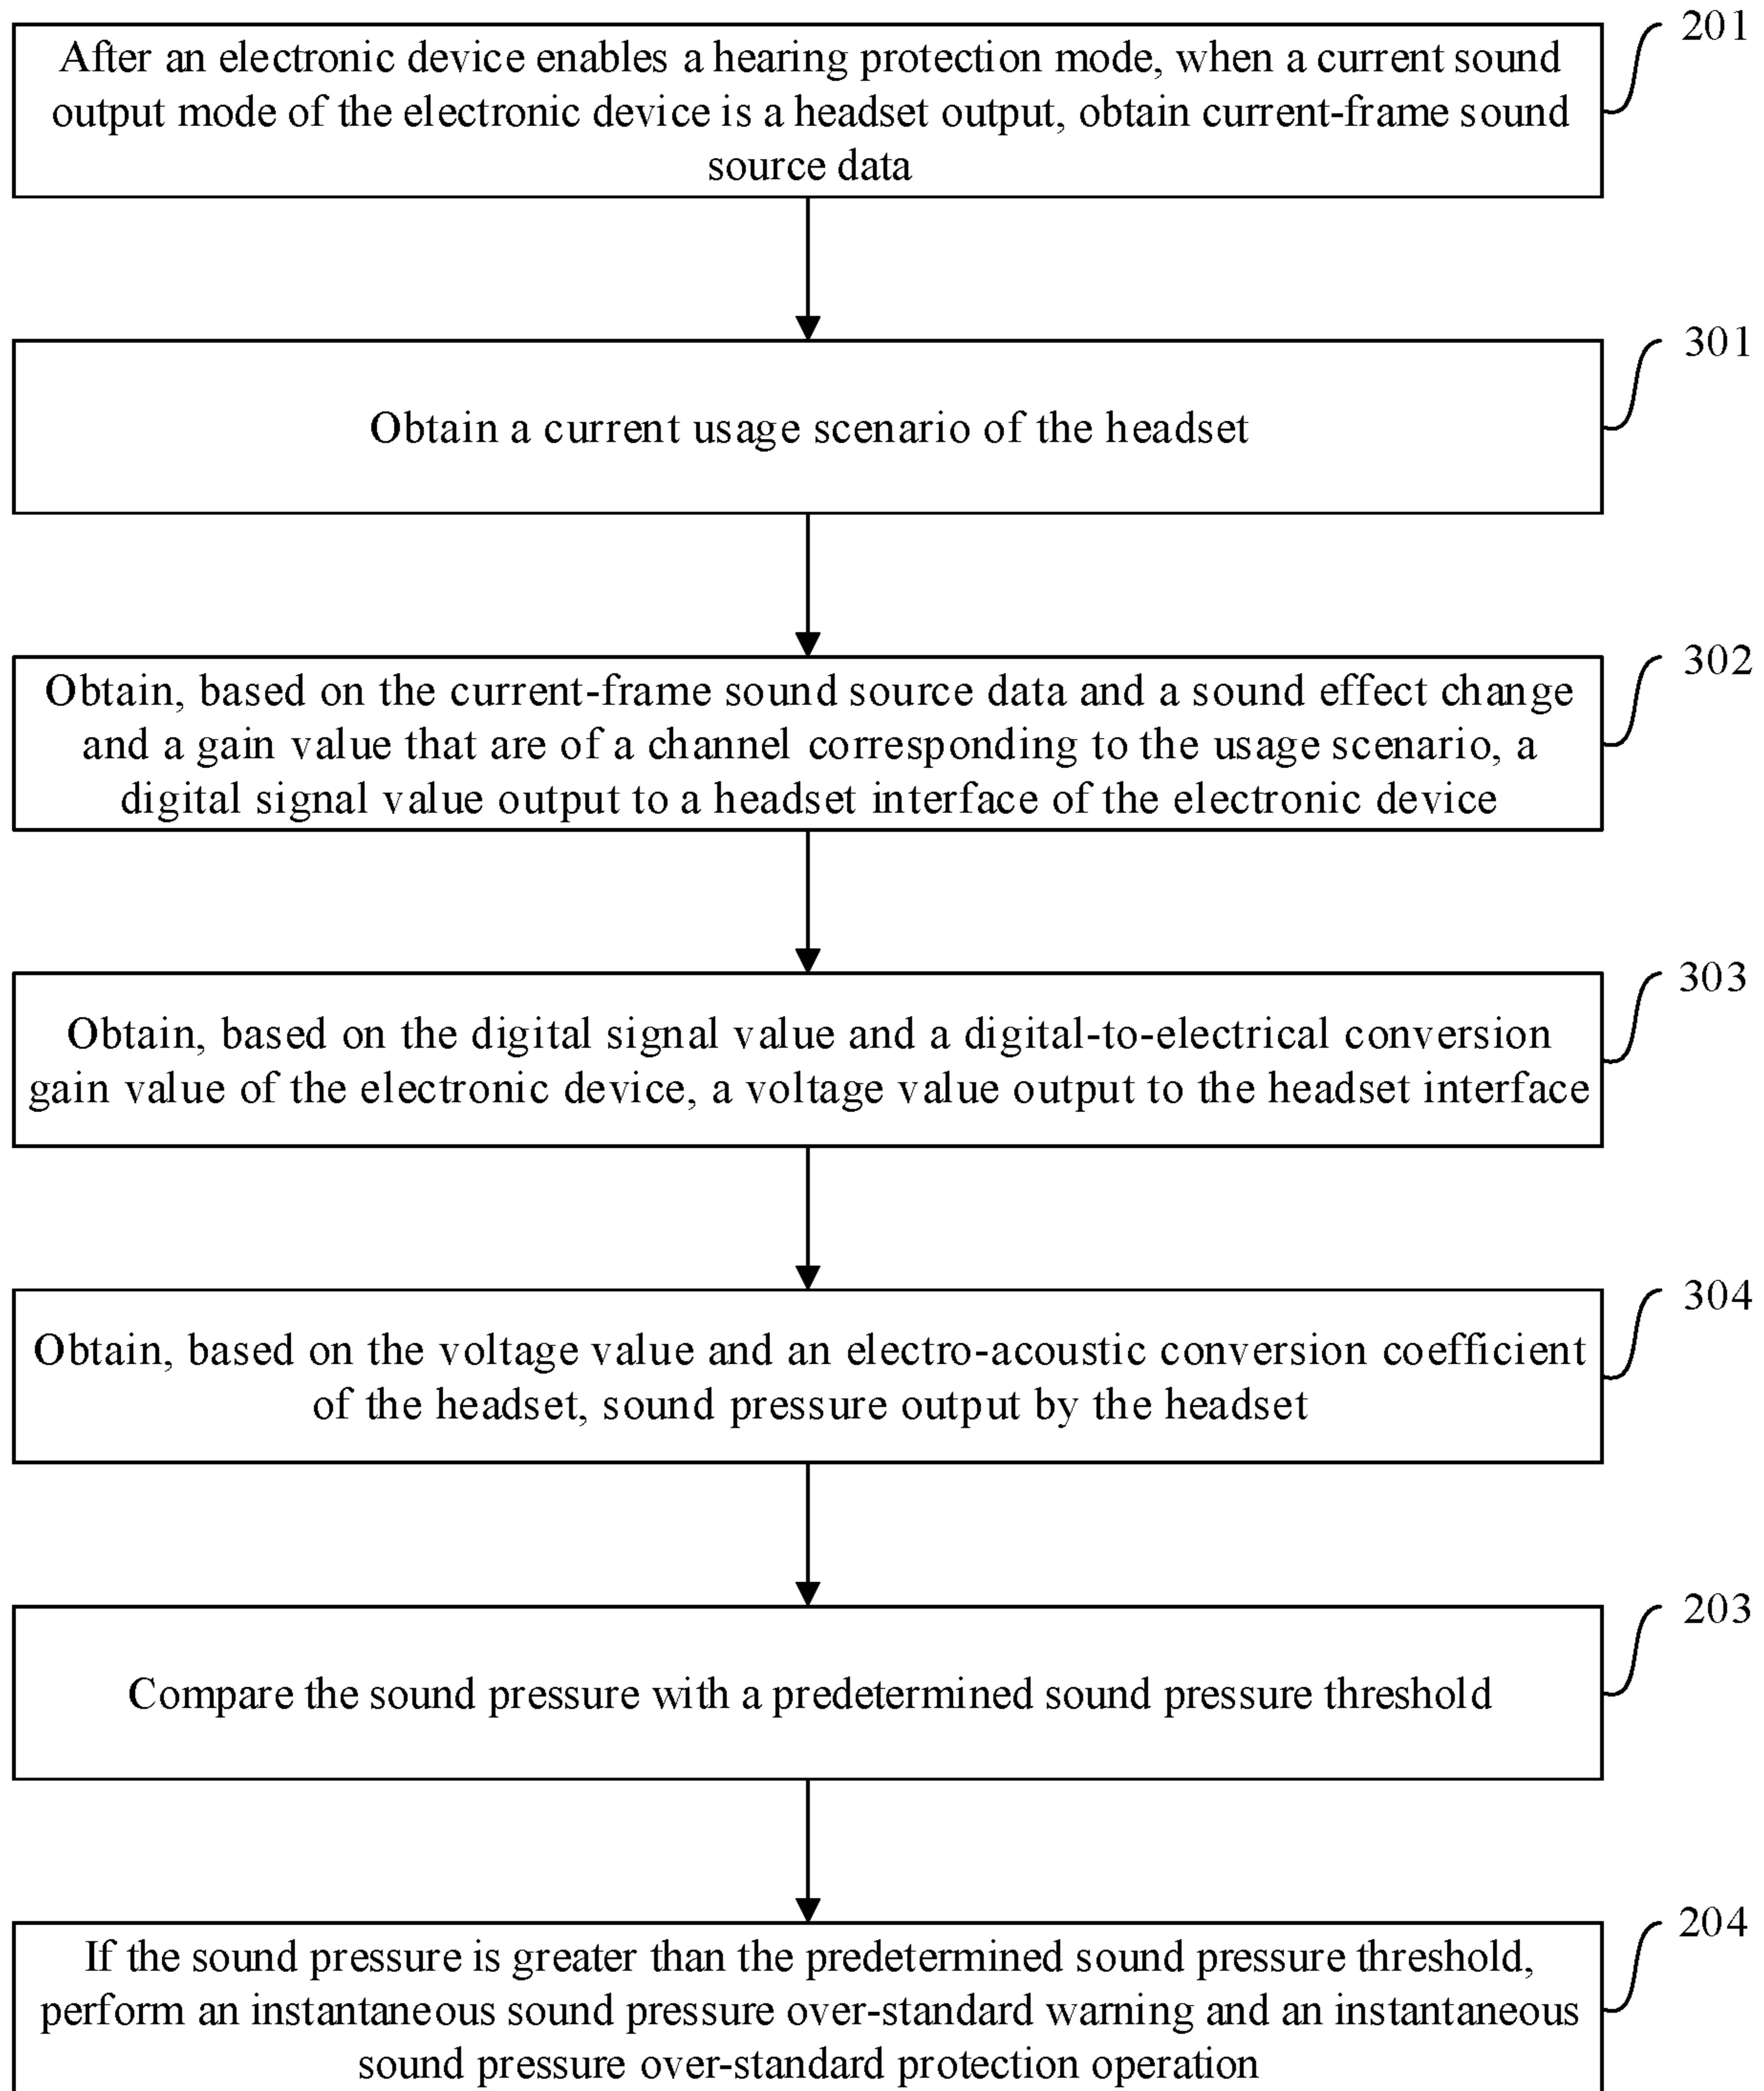 201
After an electronic device enables a hearing protection mode, when a current sound
output mode of the electronic device is a headset output, obtain current-frame sound
source data
301
Obtain a current usage scenario of the headset
302
Obtain, based on the current-frame sound source data and a sound effect change
and a gain value that are of a channel corresponding to the usage scenario, a
digital signal value output to a headset interface of the electronic device
303
Obtain, based on the digital signal value and a digital-to-electrical conversion
gain value of the electronic device, a voltage value output to the headset interface
304
Obtain, based on the voltage value and an electro-acoustic conversion coefficient
of the headset, sound pressure output by the headset
203
Compare the sound pressure with a predetermined sound pressure threshold
204
If the sound pressure is greater than the predetermined sound pressure threshold,
perform an instantaneous sound pressure over-standard warning and an instantaneous
sound pressure over-standard protection operation